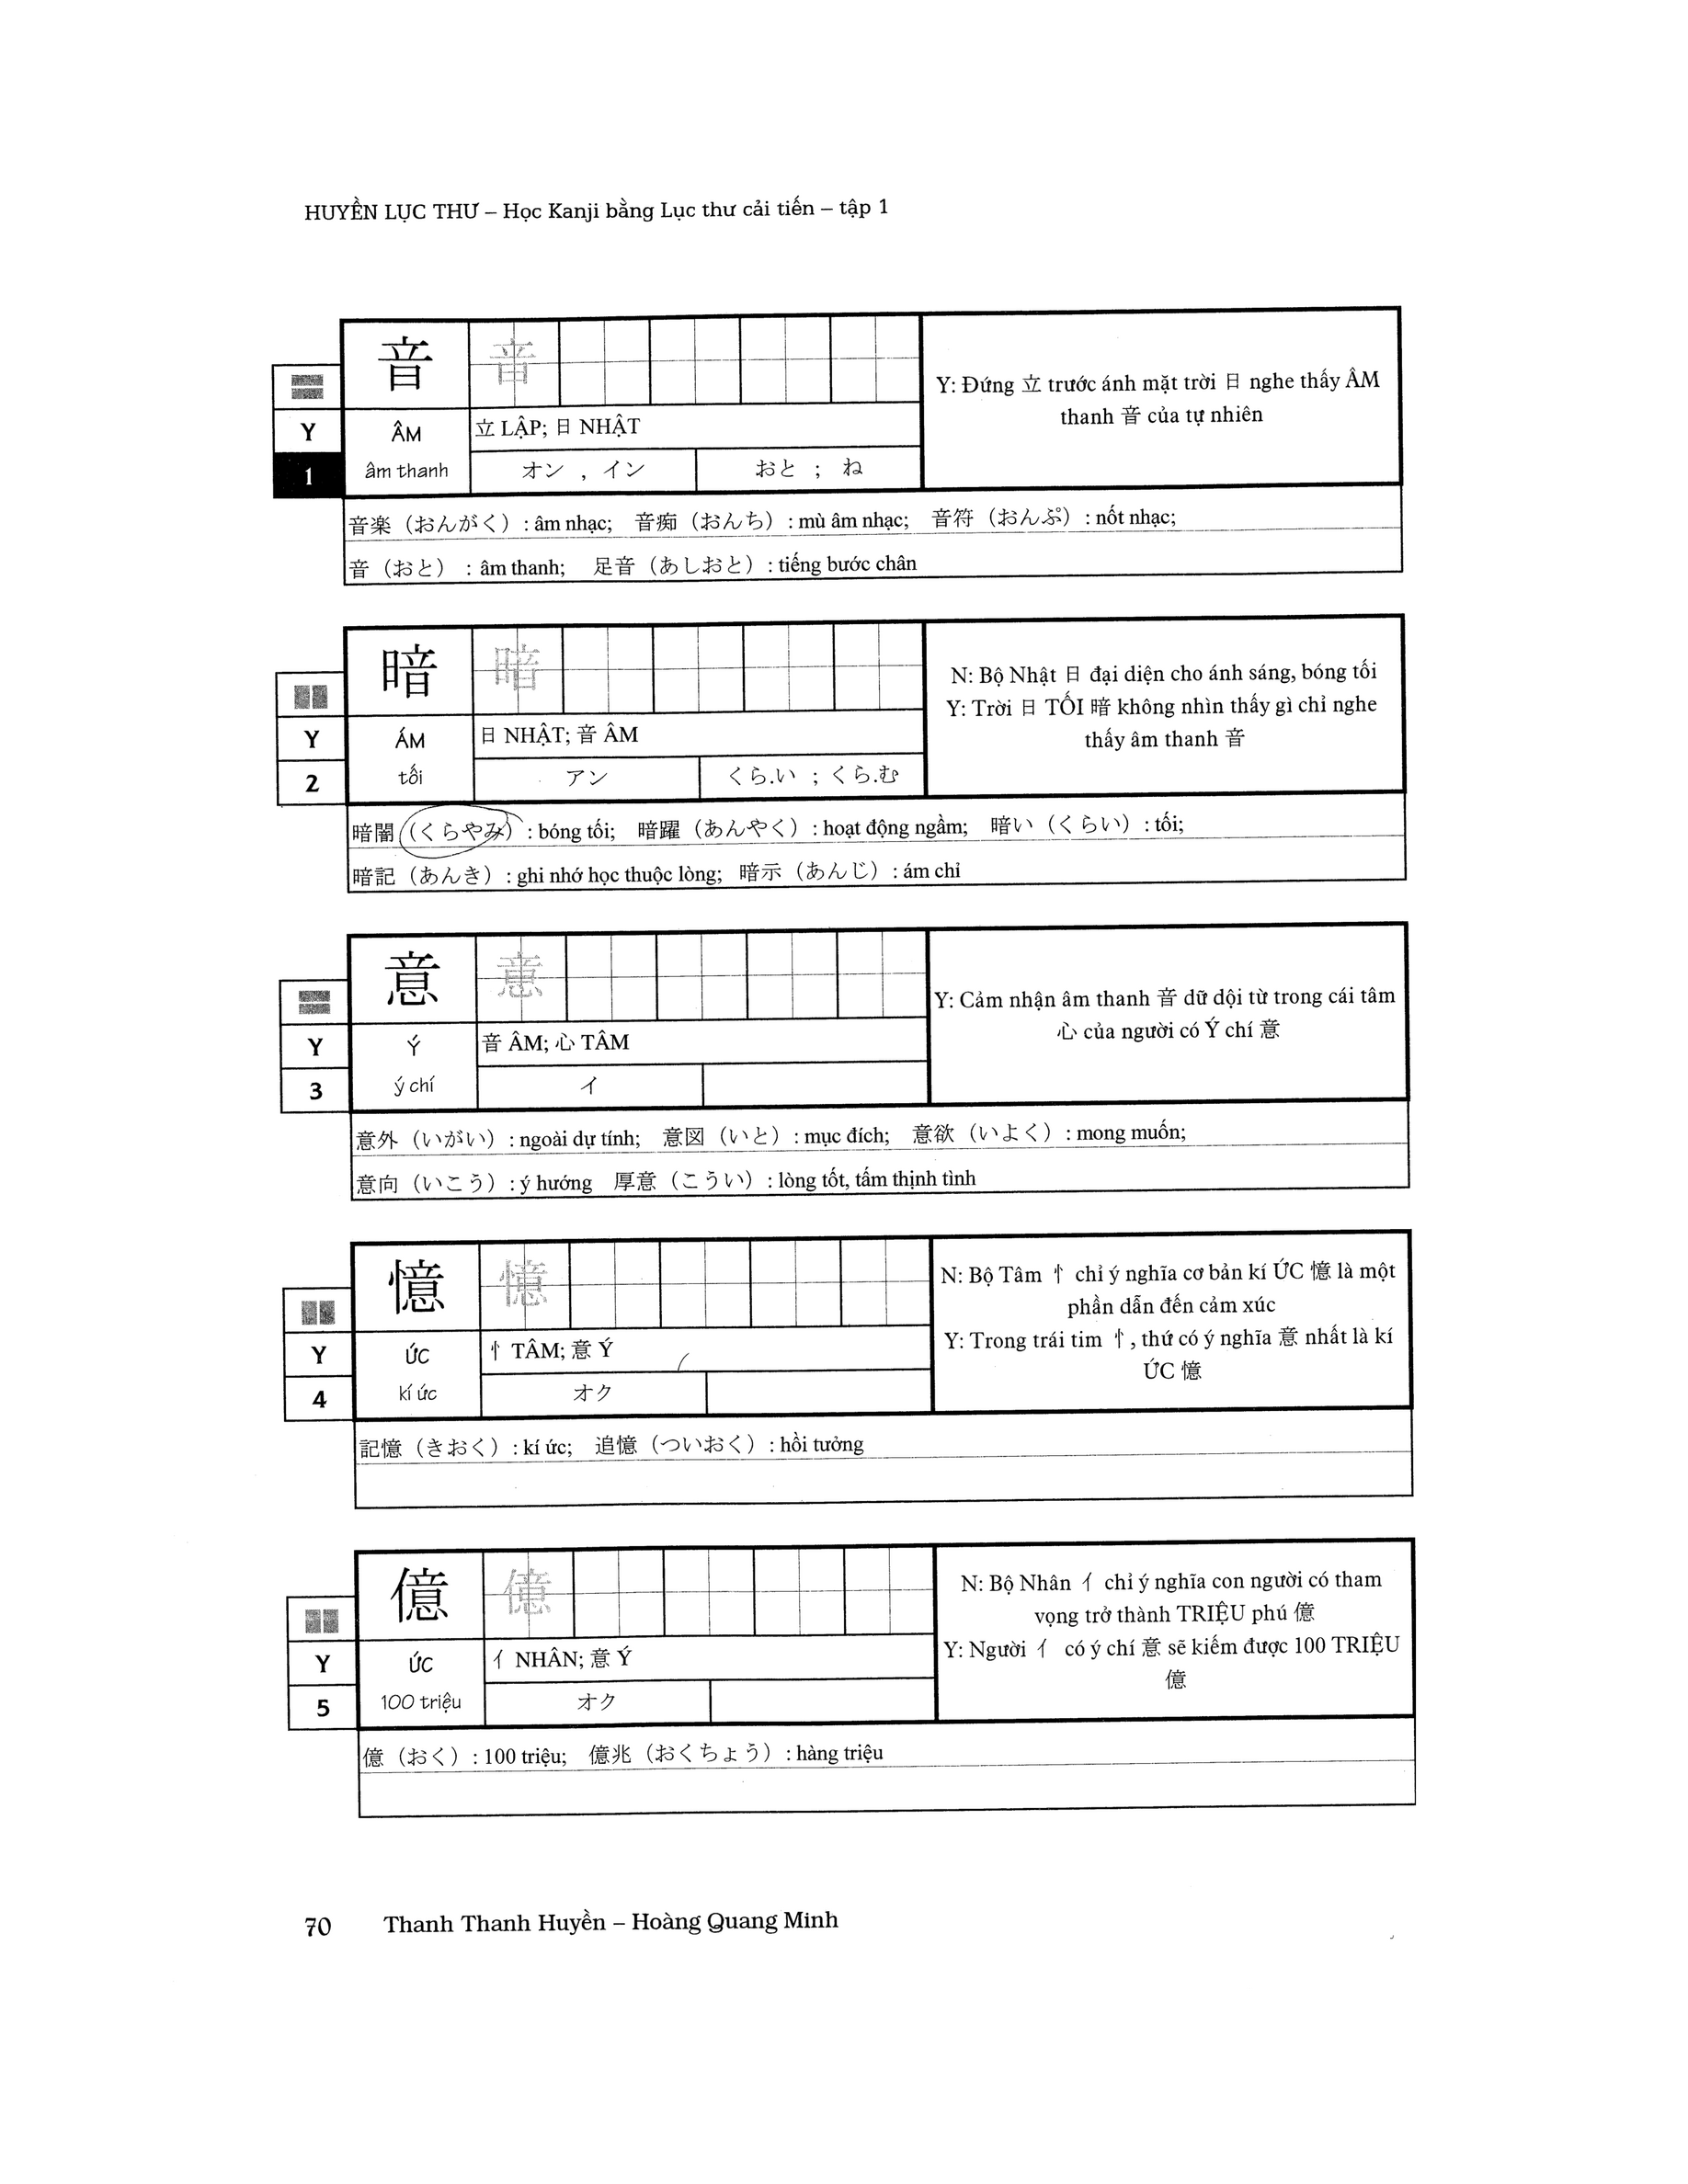 HUYỀN LỤC THƯ – Học Kanji bằng Lục thư cải tiến – tập 1
音 音
Y: Đứng 立 trước ánh mặt trời 日 nghe thấy ÂM
thanh 音 của tự nhiên
Y
ÂM
立 LẬP; 日 NHẬT
1
âm thanh
オン , イン
おと ; ね
音楽（おんがく）: âm nhạc; 音痴（おんち）: mù âm nhạc; 音符（おんぷ）: nốt nhạc;
音（おと） : âm thanh; 足音（あしおと）: tiếng bước chân
暗 暗
N: Bộ Nhật 日 đại diện cho ánh sáng, bóng tối
Y: Trời 日 TỐI 暗 không nhìn thấy gì chỉ nghe
thấy âm thanh 音
Y
ÁM
日 NHẬT; 音 ÂM
2
tối
アン
くら.い ; くら.む
暗闇（くらやみ）: bóng tối; 暗躍（あんやく）: hoạt động ngầm; 暗い（くらい）: tối;
暗記（あんき）: ghi nhớ học thuộc lòng; 暗示（あんじ）: ám chỉ
意 意
Y: Cảm nhận âm thanh 音 dữ dội từ trong cái tâm
心 của người có Ý chí 意
Y
Ý
音 ÂM; 心 TÂM
3
ý chí
イ
意外（いがい）: ngoài dự tính; 意図（いと）: mục đích; 意欲（いよく）: mong muốn;
意向（いこう）: ý hướng 厚意（こうい）: lòng tốt, tấm thịnh tình
憶 憶
N: Bộ Tâm 忄 chỉ ý nghĩa cơ bản kí ỨC 憶 là một
phần dẫn đến cảm xúc
Y: Trong trái tim 忄, thứ có ý nghĩa 意 nhất là kí
ỨC 憶
Y
ỨC
忄 TÂM; 意 Ý
4
kí ức
オク
記憶（きおく）: kí ức; 追憶（ついおく）: hồi tưởng
億 億
N: Bộ Nhân 亻 chỉ ý nghĩa con người có tham
vọng trở thành TRIỆU phú 億
Y: Người 亻 có ý chí 意 sẽ kiếm được 100 TRIỆU
億
Y
ỨC
亻 NHÂN; 意 Ý
5
100 triệu
オク
億（おく）: 100 triệu; 億兆（おくちょう）: hàng triệu
70 Thanh Thanh Huyền – Hoàng Quang Minh